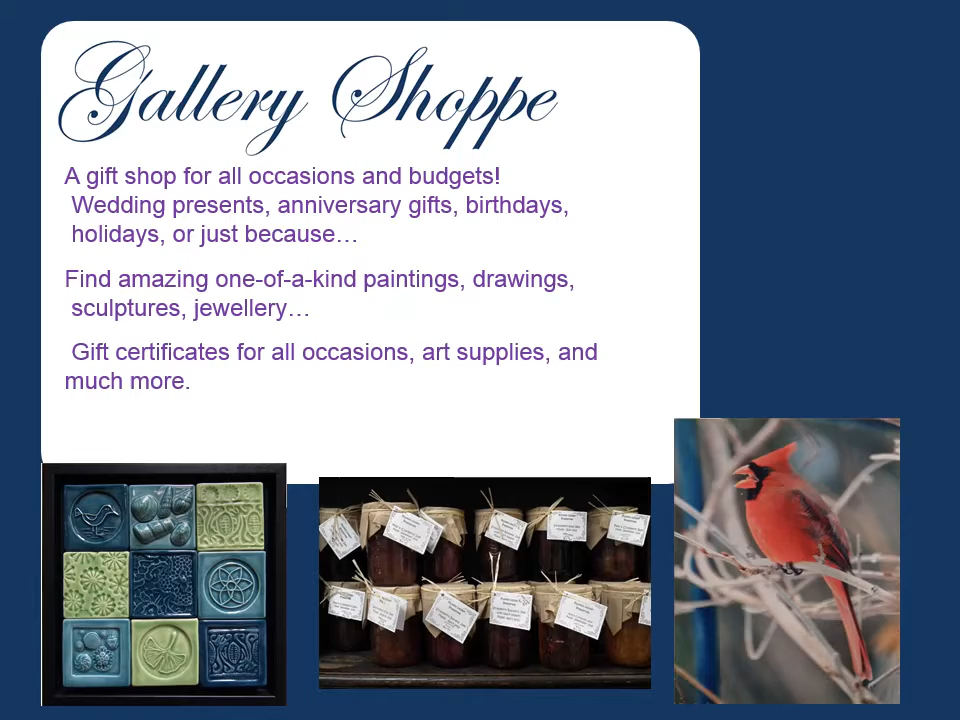 Gallery Shoppe
A gift shop for all occasions and budgets!
Wedding presents, anniversary gifts, birthdays,
holidays, or just because…
Find amazing one-of-a-kind paintings, drawings,
sculptures, jewellery…
Gift certificates for all occasions, art supplies, and
much more.